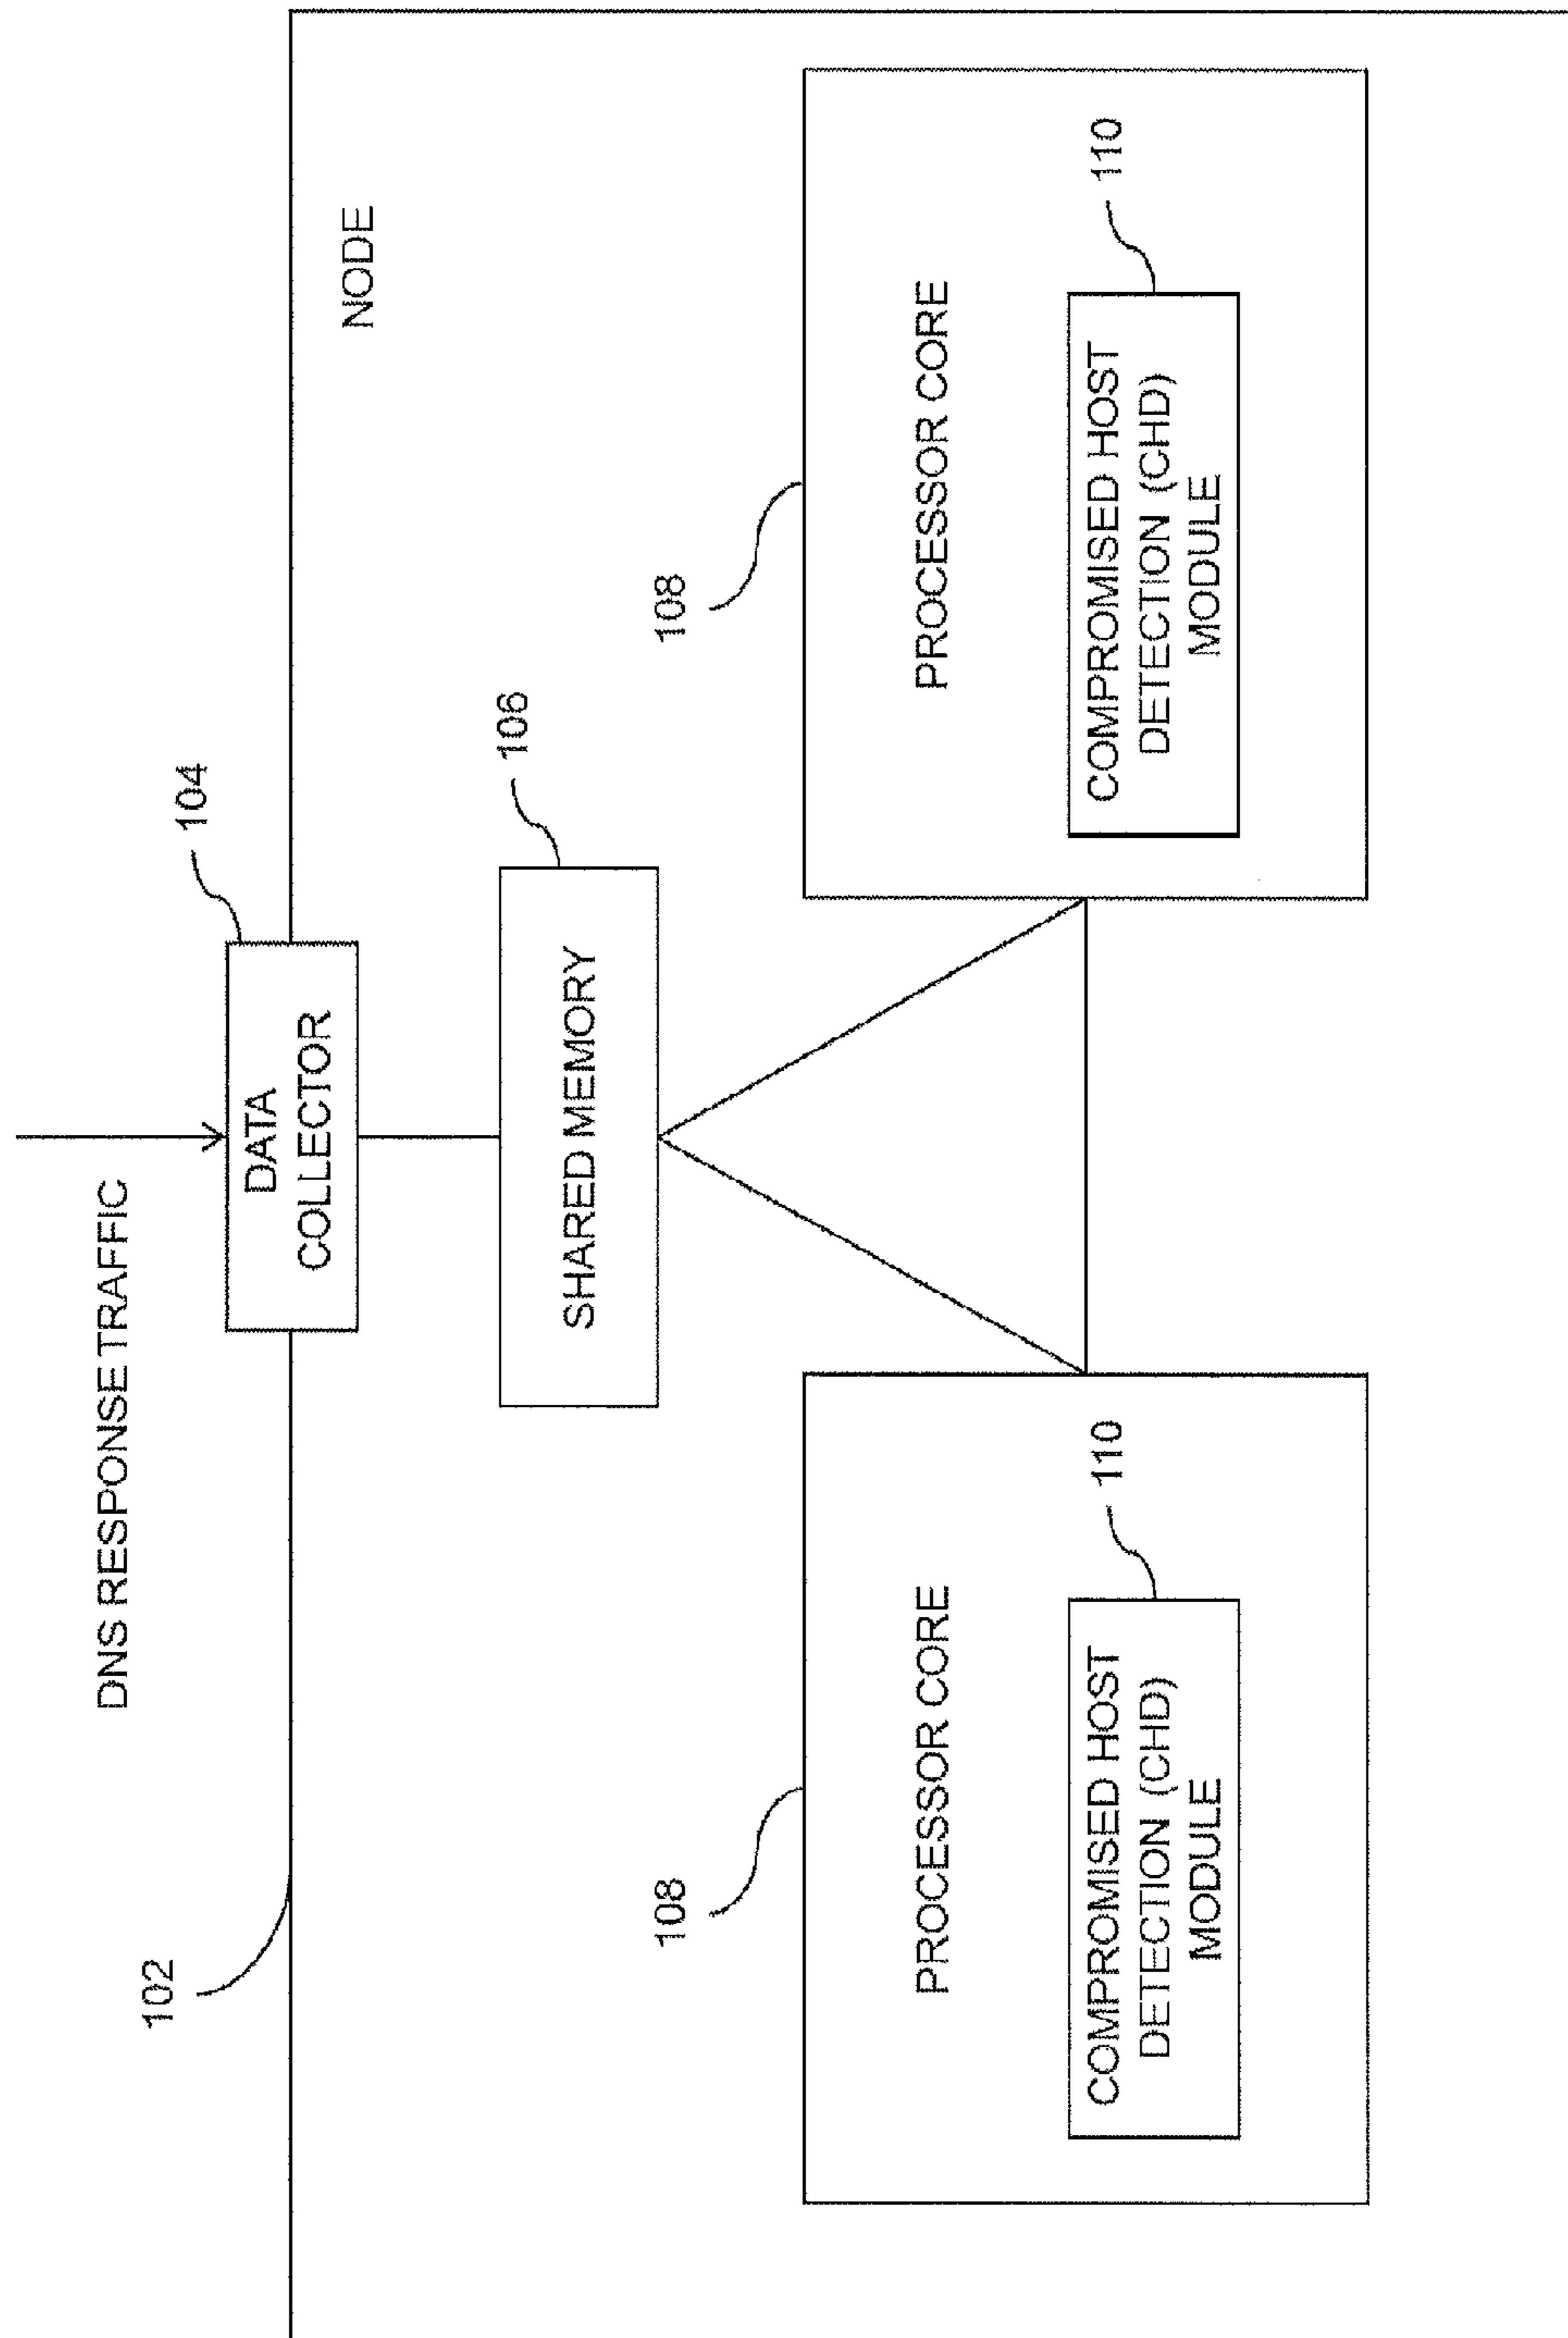 DNS RESPONSE TRAFFIC
102
104
DATA
COLLECTOR
NODE
106
SHARED MEMORY
108
PROCESSOR CORE
110
COMPROMISED HOST
DETECTION (CHD)
MODULE
108
PROCESSOR CORE
110
COMPROMISED HOST
DETECTION (CHD)
MODULE